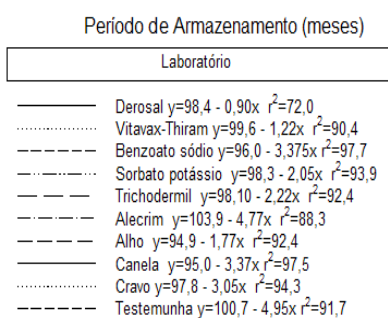 Período de Armazenamento (meses)
Laboratório
Derosal y=98,4 - 0,90x r²=72,0
Vitavax-Thiram y=99,6 - 1,22x r²=90,4
Benzoato sódio y=96,0 - 3,375x r²=97,7
Sorbato potássio y=98,3 - 2,05x r²=93,9
Trichodermil y=98,10 - 2,22x r²=92,4
Alecrim y=103,9 - 4,77x r²=88,3
Alho y=94,9 - 1,77x r²=92,4
Canela y=95,0 - 3,37x r²=97,5
Cravo y=97,8 - 3,05x r²=94,3
Testemunha y=100,7 - 4,95x r²=91,7